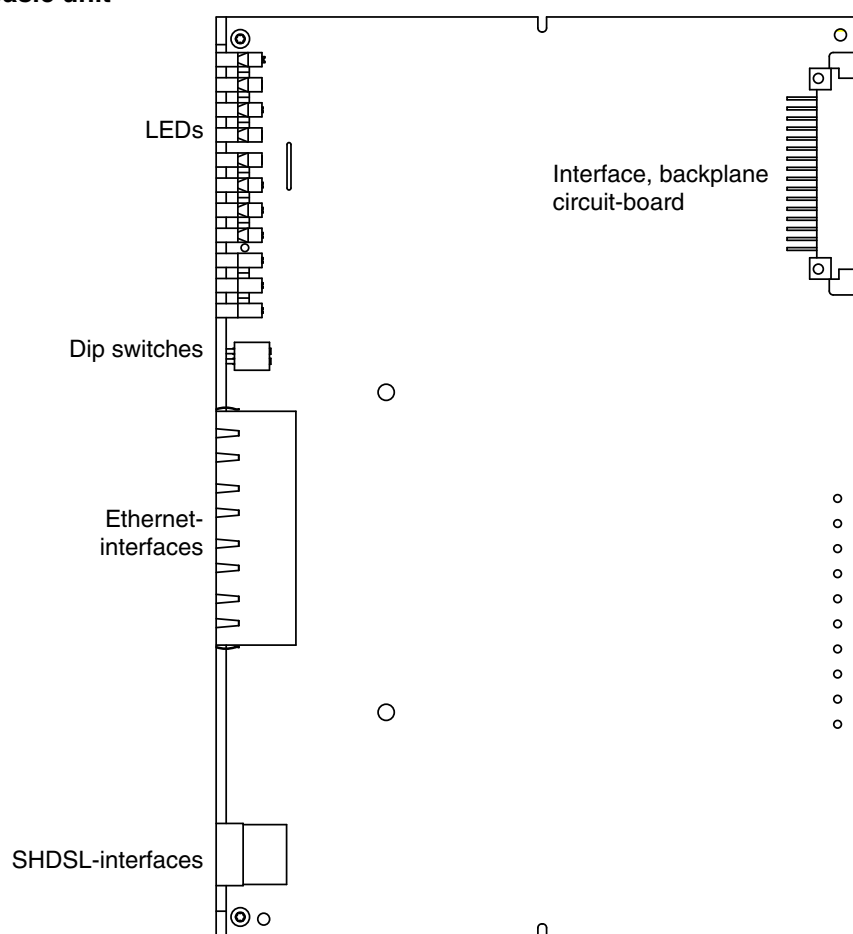 LEDs
Interface, backplane
circuit-board
Dip switches
Ethernet-
interfaces
SHDSL-interfaces